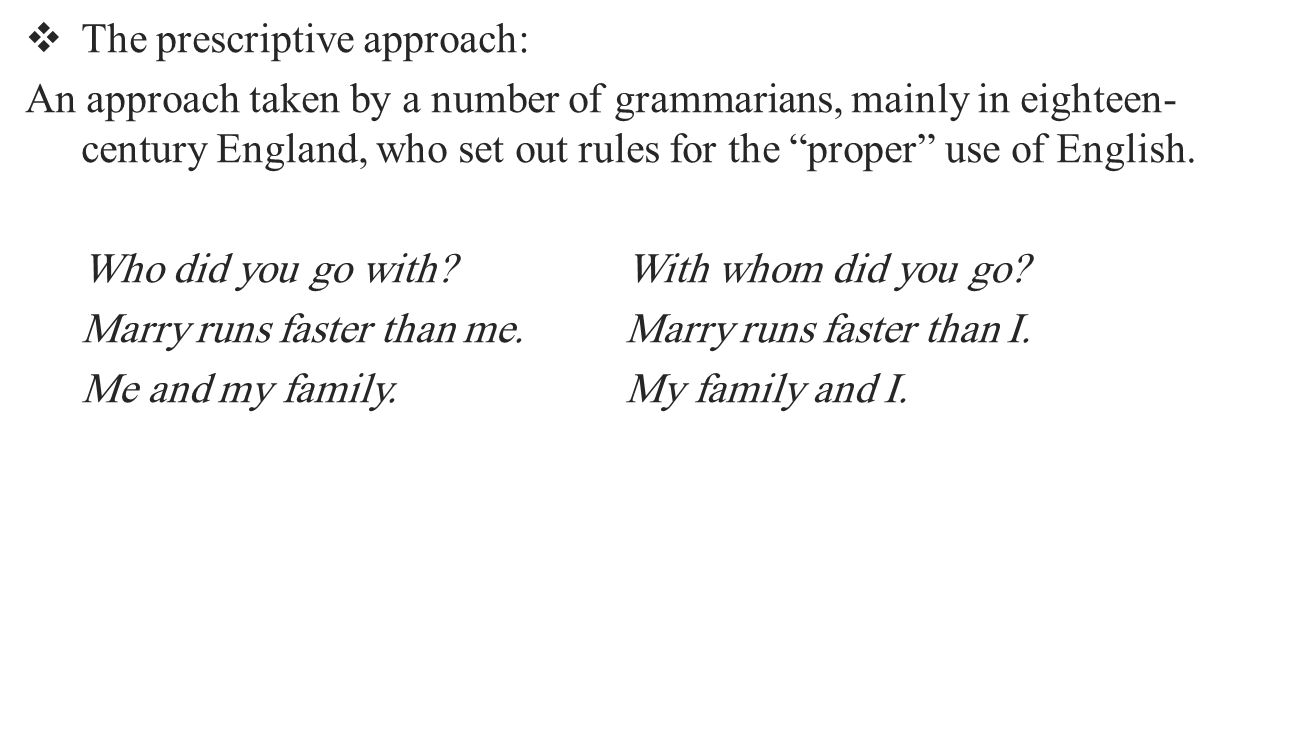 ❖ The prescriptive approach:
An approach taken by a number of grammarians, mainly in eighteen-
century England, who set out rules for the “proper” use of English.
Who did you go with? With whom did you go?
Marry runs faster than me. Marry runs faster than I.
Me and my family. My family and I.